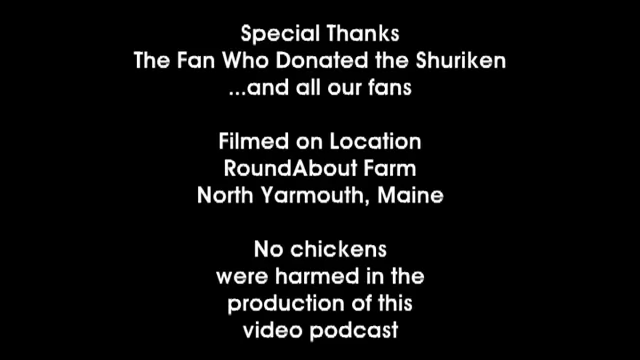 Special Thanks
The Fan Who Donated the Shuriken
...and all our fans
Filmed on Location
RoundAbout Farm
North Yarmouth, Maine
No chickens
were harmed in the
production of this
video podcast